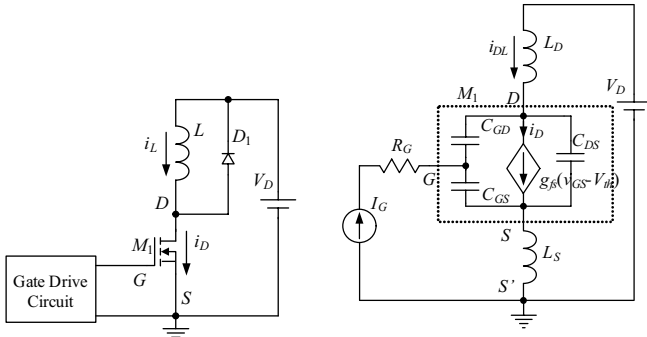 i_L
L
D_1
D
V_D
M_1
i_D
G
S
Gate Drive
Circuit
i_DL
L_D
M_1
D
V_D
R_G
C_GD
i_D
C_DS
G
C_GS
g_fs(v_GS-V_th)
I_G
S
L_S
S'